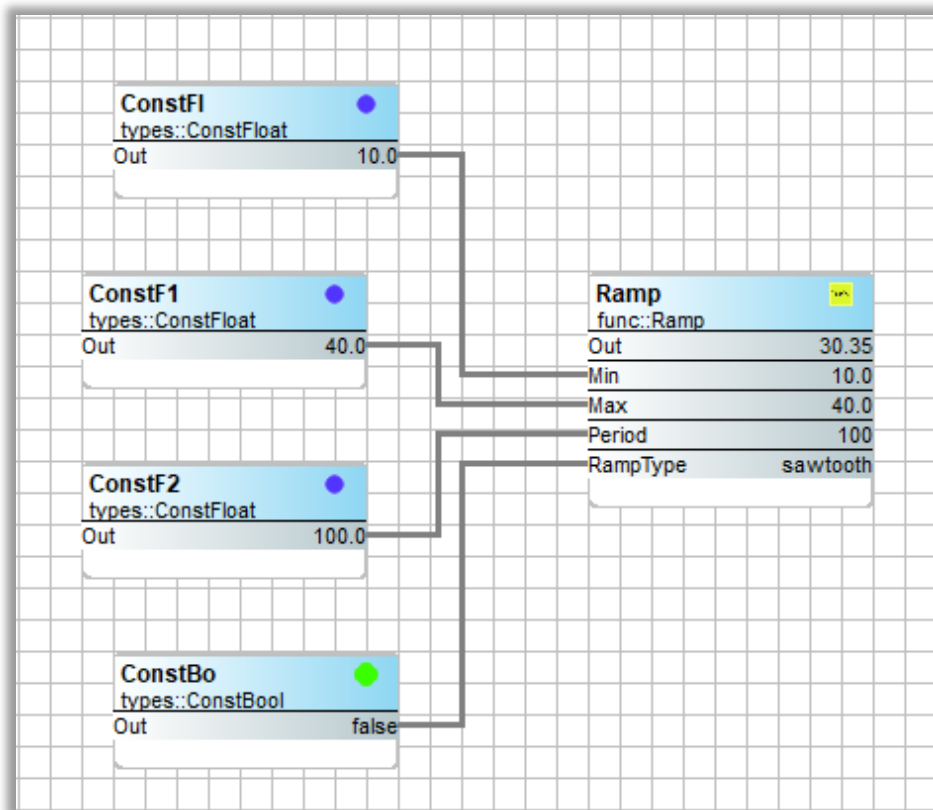 ConstFl
types::ConstFloat
Out 10.0
ConstF1
types::ConstFloat
Out 40.0
Ramp
func::Ramp
Out 30.35
Min 10.0
Max 40.0
Period 100
RampType sawtooth
ConstF2
types::ConstFloat
Out 100.0
ConstBo
types::ConstBool
Out false